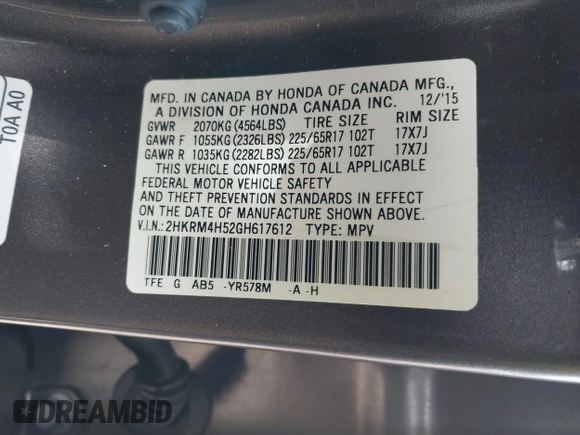 MFD. IN CANADA BY HONDA OF CANADA MFG.,
A DIVISION OF HONDA CANADA INC. 12/'15
GVWR 2070KG(4564LBS) TIRE SIZE RIM SIZE
GAWR F 1055KG(2326LBS) 225/65R17 102T 17X7J
GAWR R 1035KG(2282LBS) 225/65R17 102T 17X7J
THIS VEHICLE CONFORMS TO ALL APPLICABLE
FEDERAL MOTOR VEHICLE SAFETY
AND THEFT PREVENTION STANDARDS IN EFFECT
ON THE DATE OF MANUFACTURE SHOWN ABOVE.
V.I.N.: 2HKRM4H52GH617612 TYPE: MPV
TFE G AB5 -YR578M -A -H
T0A A0
DREAMBID